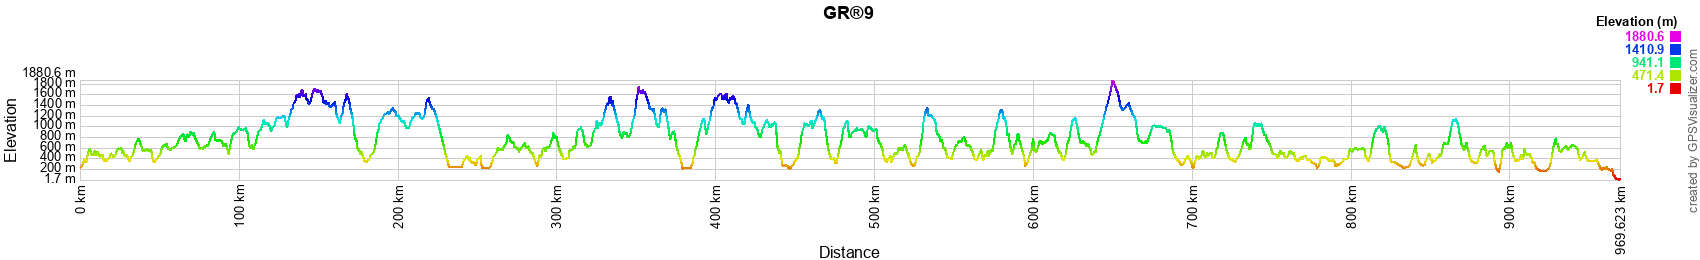 GR®9
Elevation (m)
1880.6
1410.9
941.1
471.4
1.7
Elevation
1880.6 m
1800 m
1600 m
1400 m
1200 m
1000 m
800 m
600 m
400 m
200 m
1.7 m
0 km
100 km
200 km
300 km
400 km
500 km
600 km
700 km
800 km
900 km
969.623 km
Distance
created by GPSVisualizer.com